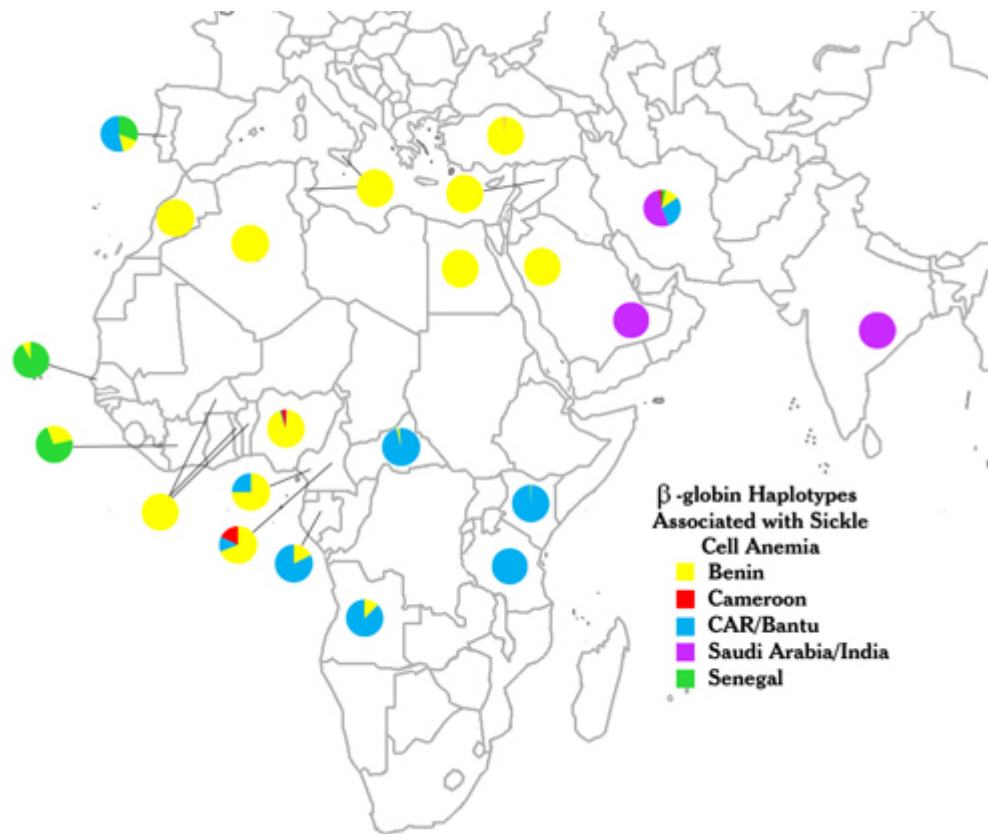 β -globin Haplotypes
Associated with Sickle
Cell Anemia
Benin
Cameroon
CAR/Bantu
Saudi Arabia/India
Senegal